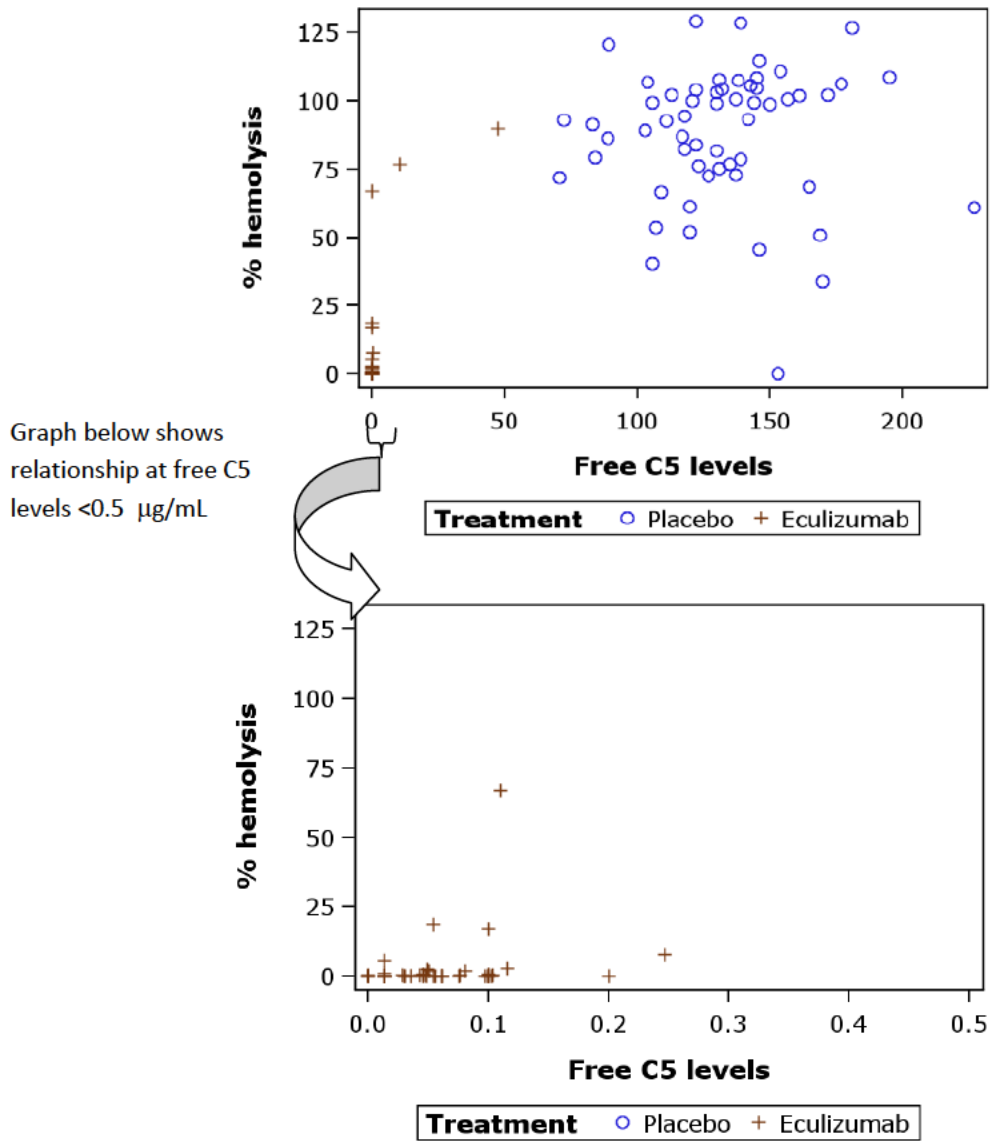 125
100
75
50
25
0
% hemolysis
0 50 100 150 200
Free C5 levels
Treatment Placebo Eculizumab
Graph below shows
relationship at free C5
levels <0.5 μg/mL
125
100
75
50
25
0
% hemolysis
0.0 0.1 0.2 0.3 0.4 0.5
Free C5 levels
Treatment Placebo Eculizumab